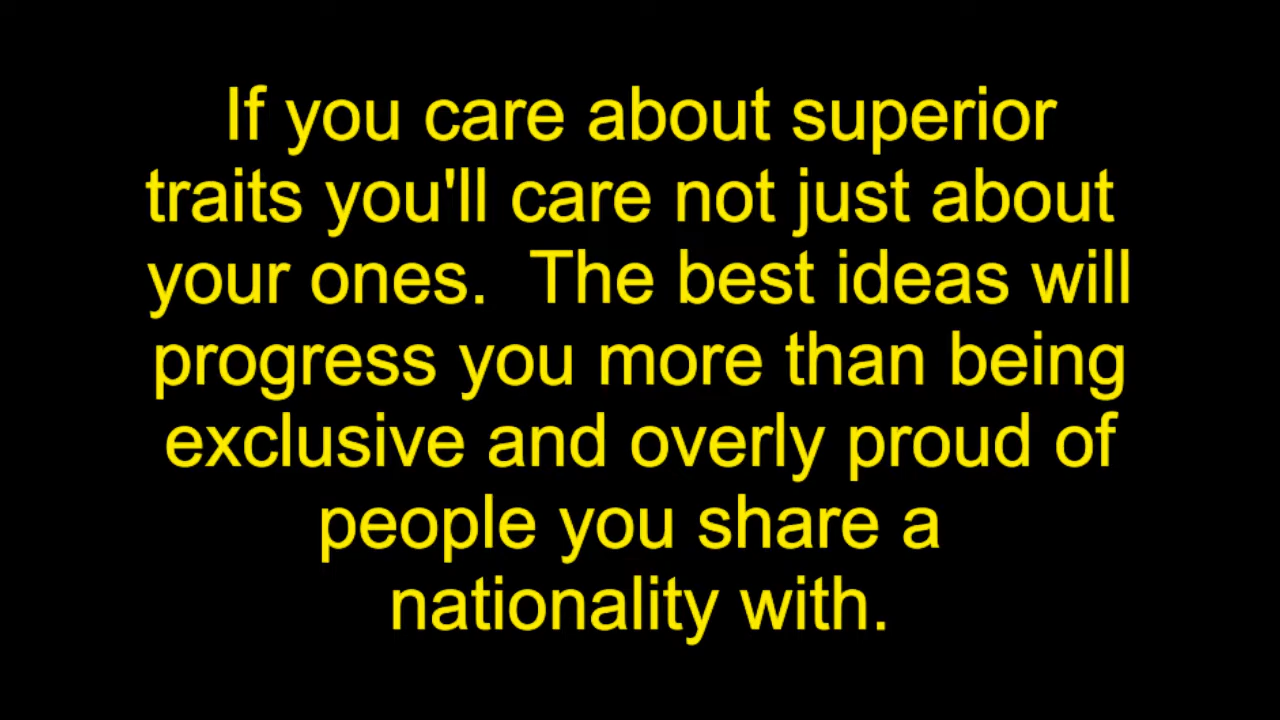 If you care about superior
traits you'll care not just about
your ones.  The best ideas will
progress you more than being
exclusive and overly proud of
people you share a
nationality with.